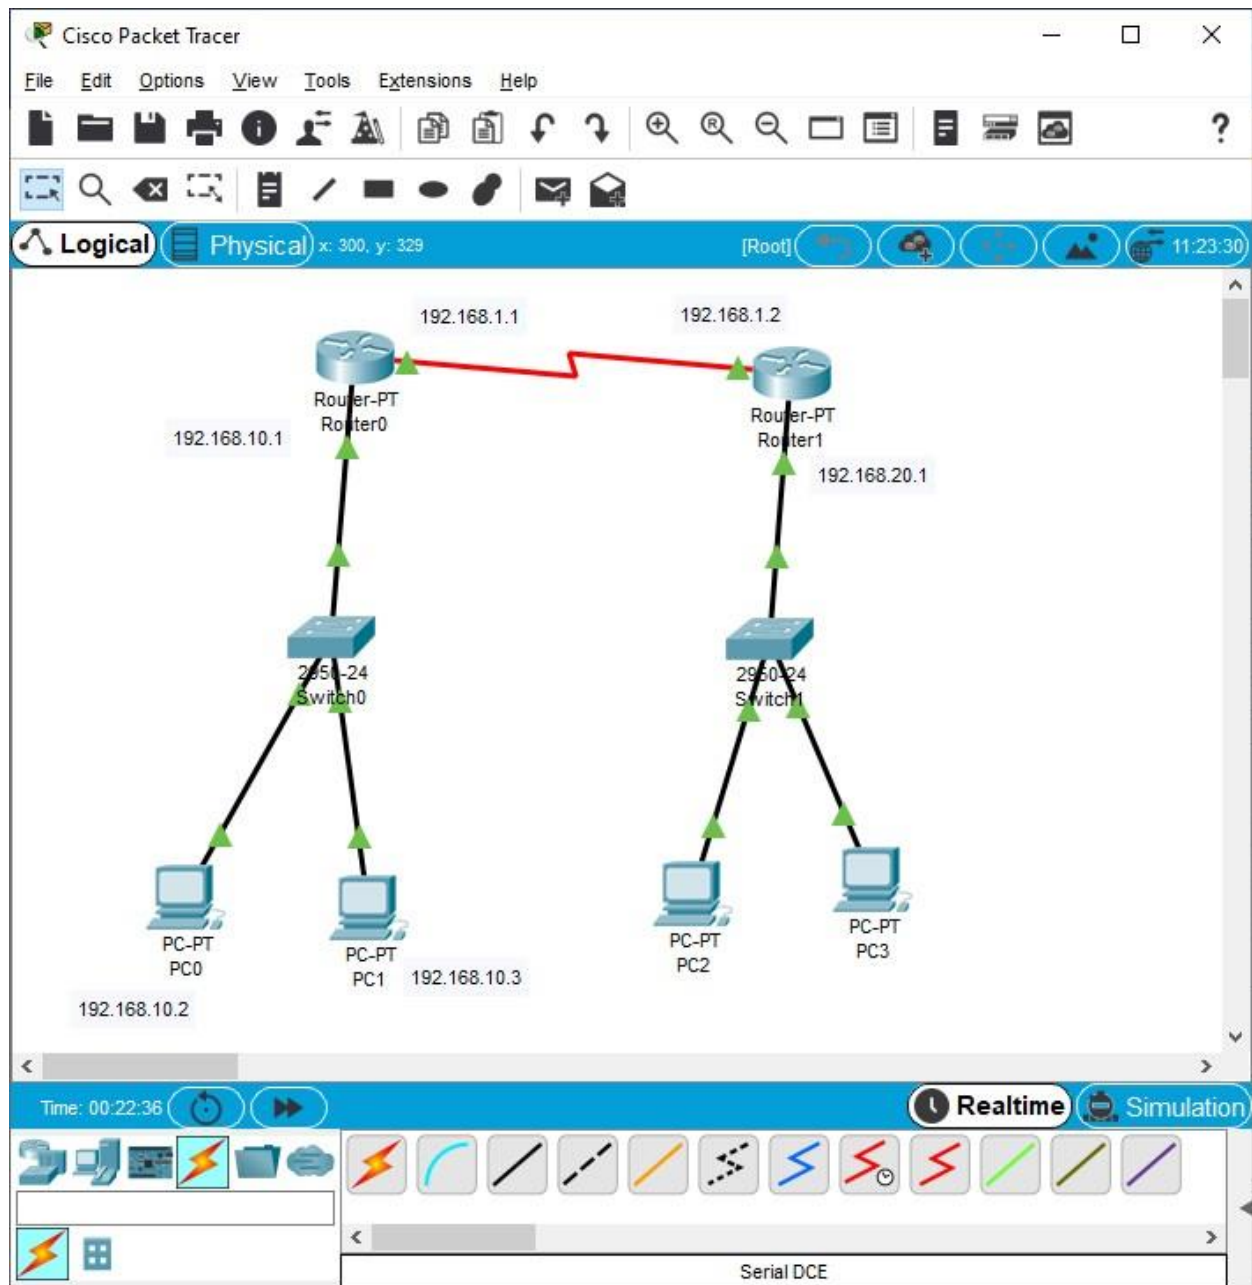 Cisco Packet Tracer
File Edit Options View Tools Extensions Help
R
?
Logical Physical x: 300, y: 329 [Root] 11:23:30
192.168.1.1
192.168.1.2
Router-PT
Router0
Router-PT
Router1
192.168.10.1
192.168.20.1
2950-24
Switch0
2950-24
Switch1
PC-PT
PC0
PC-PT
PC1
PC-PT
PC2
PC-PT
PC3
192.168.10.3
192.168.10.2
Time: 00:22:36 Realtime Simulation
Serial DCE